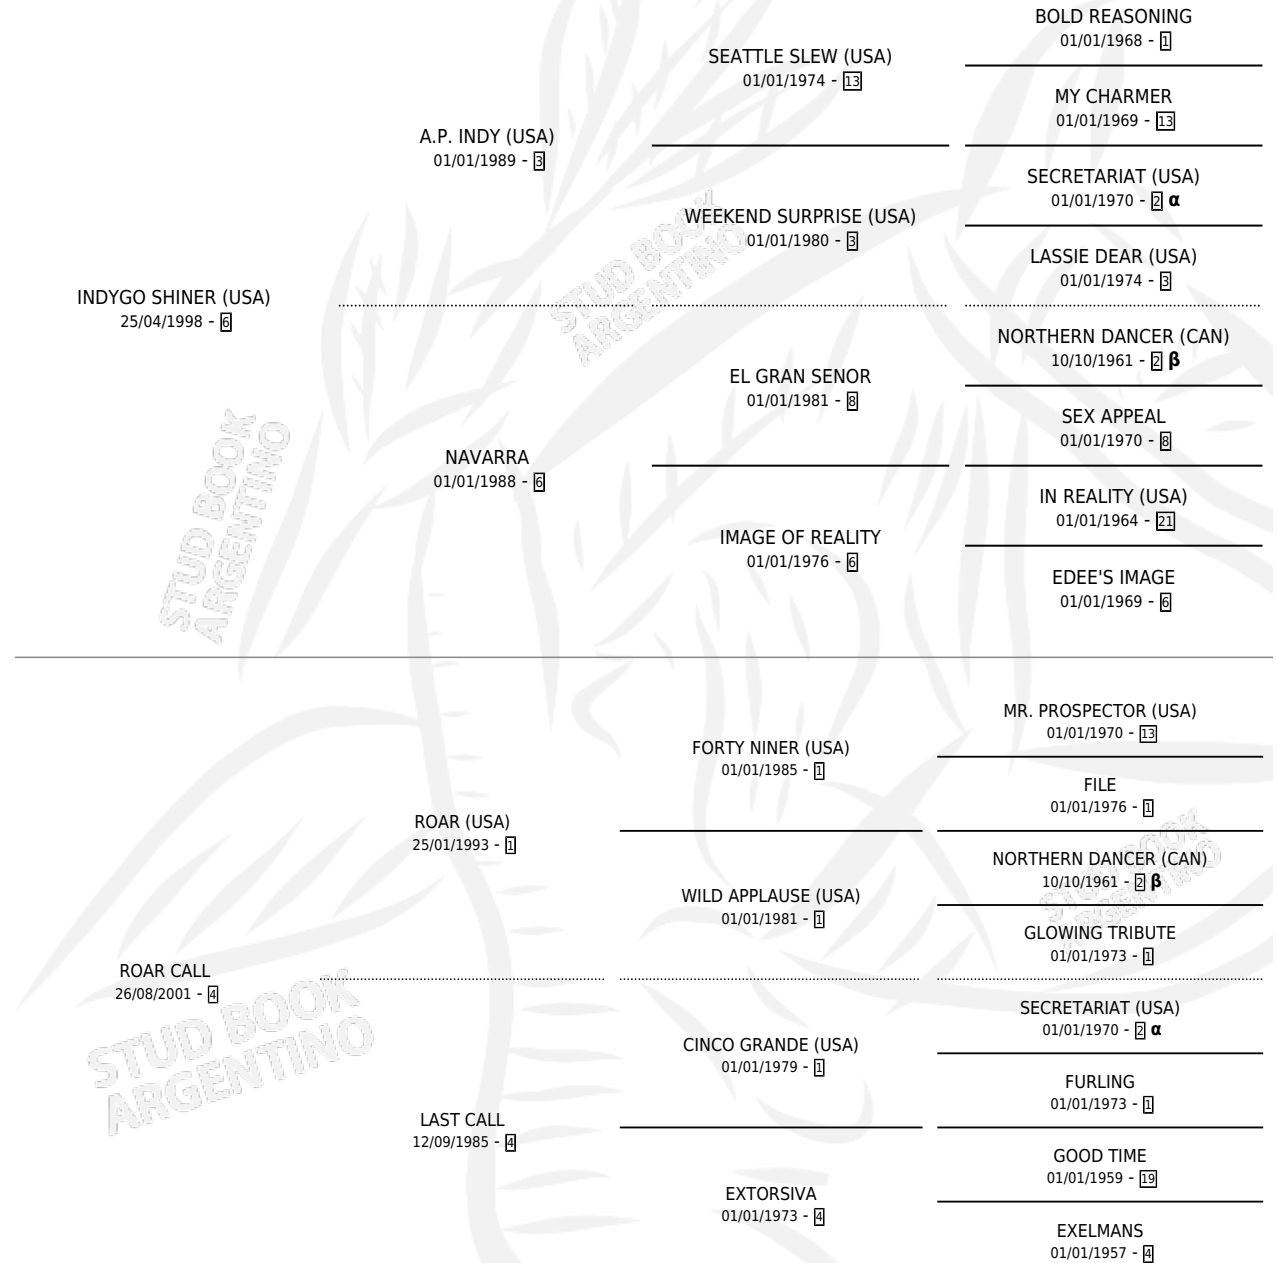 BOLD REASONING
01/01/1968 - 1
SEATTLE SLEW (USA)
01/01/1974 - 13
MY CHARMER
01/01/1969 - 13
A.P. INDY (USA)
01/01/1989 - 3
SECRETARIAT (USA)
01/01/1970 - 2 α
WEEKEND SURPRISE (USA)
01/01/1980 - 3
LASSIE DEAR (USA)
01/01/1974 - 3
INDYGO SHINER (USA)
25/04/1998 - 6
NORTHERN DANCER (CAN)
10/10/1961 - 2 β
EL GRAN SENOR
01/01/1981 - 8
SEX APPEAL
01/01/1970 - 8
NAVARRA
01/01/1988 - 6
IN REALITY (USA)
01/01/1964 - 21
IMAGE OF REALITY
01/01/1976 - 6
EDEE'S IMAGE
01/01/1969 - 6
MR. PROSPECTOR (USA)
01/01/1970 - 13
FORTY NINER (USA)
01/01/1985 - 1
FILE
01/01/1976 - 1
ROAR (USA)
25/01/1993 - 1
NORTHERN DANCER (CAN)
10/10/1961 - 2 β
WILD APPLAUSE (USA)
01/01/1981 - 1
GLOWING TRIBUTE
01/01/1973 - 1
ROAR CALL
26/08/2001 - 4
SECRETARIAT (USA)
01/01/1970 - 2 α
CINCO GRANDE (USA)
01/01/1979 - 1
FURLING
01/01/1973 - 1
LAST CALL
12/09/1985 - 4
GOOD TIME
01/01/1959 - 19
EXTORSIVA
01/01/1973 - 4
EXELMANS
01/01/1957 - 4
STUD BOOK
ARGENTINO
STUD BOOK
ARGENTINO
STUD BOOK
ARGENTINO
STUD BOOK
ARGENTINO